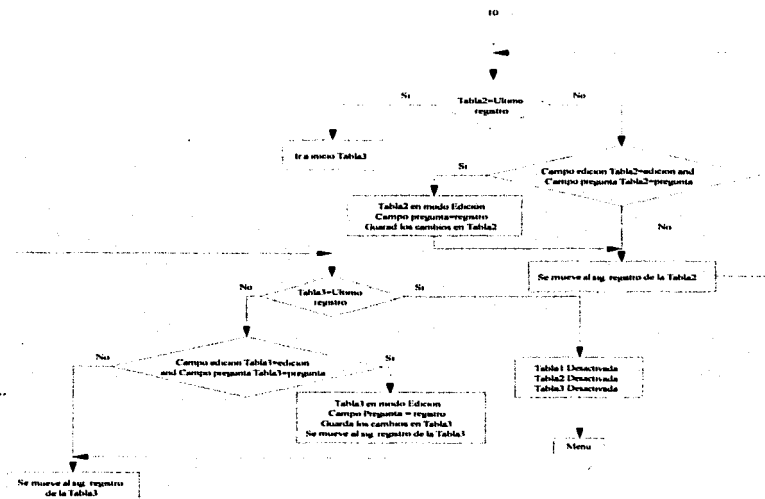 10
Si
Tabla2=Ultimo
registro
No
Ir a inicio Tabla3
Si
Campo edicion Tabla2=edicion and
Campo pregunta Tabla2=pregunta
Tabla2 en modo Edicion
Campo pregunta=registro
Guarad los cambios en Tabla2
No
Se mueve al sig. registro de la Tabla2
No
Tabla3=Ultimo
registro
Si
No
Campo edicion Tabla3=edicion
and Campo pregunta Tabla3=pregunta
Si
Tabla1 Desactivada
Tabla2 Desactivada
Tabla3 Desactivada
Tabla3 en modo Edicion
Campo Pregunta = registro
Guarda los cambios en Tabla3
Se mueve al sig. registro de la Tabla3
Menu
Se mueve al sig. registro
de la Tabla3